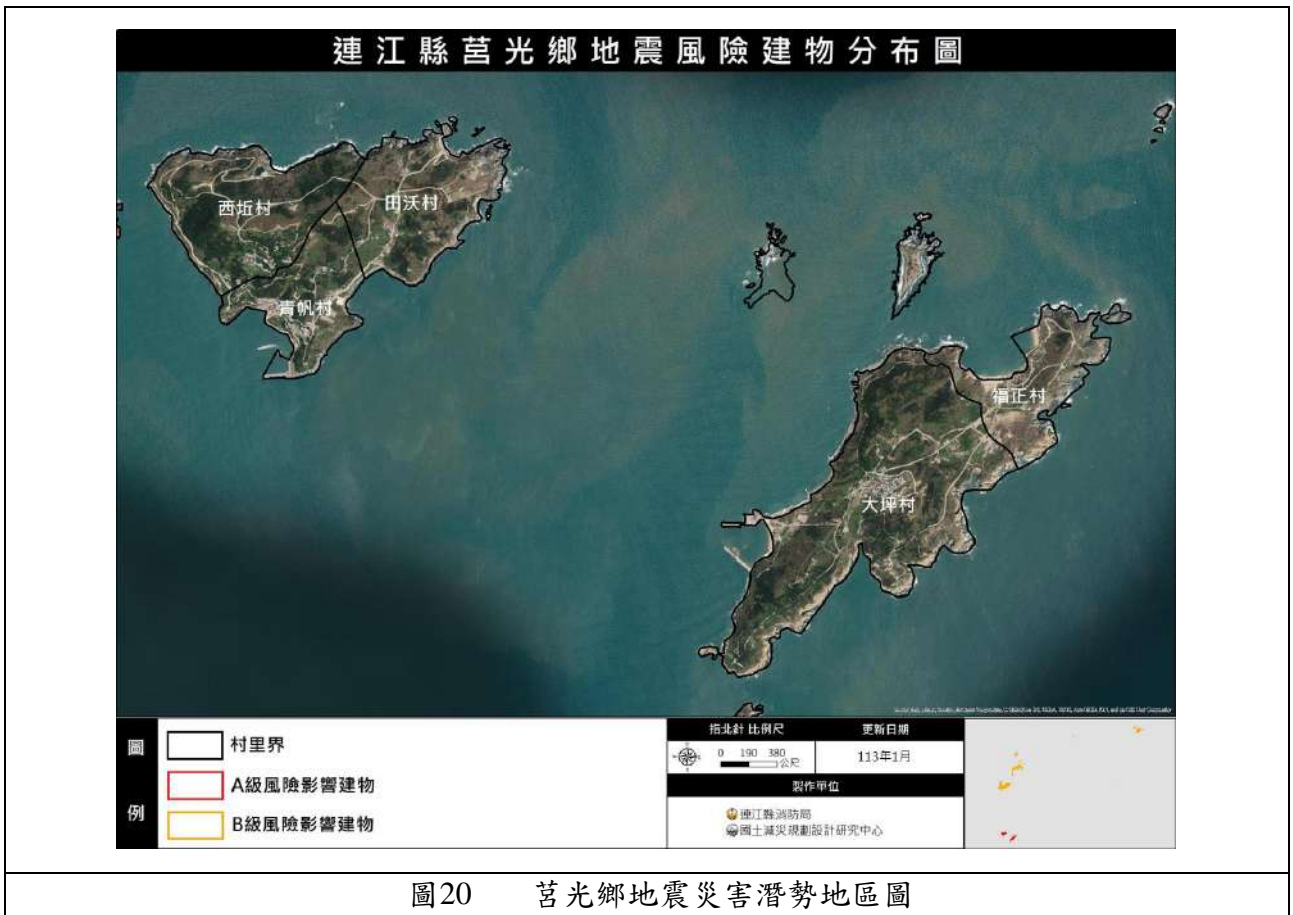 連江縣莒光鄉地震風險建物分布圖
西坵村
田沃村
青帆村
福正村
大坪村
圖例
村里界
A級風險影響建物
B級風險影響建物
指北針 比例尺
0 190 380
公尺
更新日期
113年1月
製作單位
連江縣消防局
國土減災規劃設計研究中心
圖20 莒光鄉地震災害潛勢地區圖